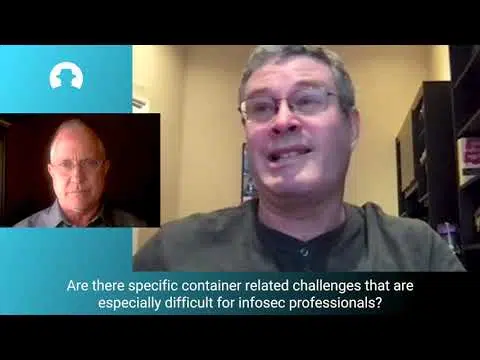 Are there specific container related challenges that are
especially difficult for infosec professionals?